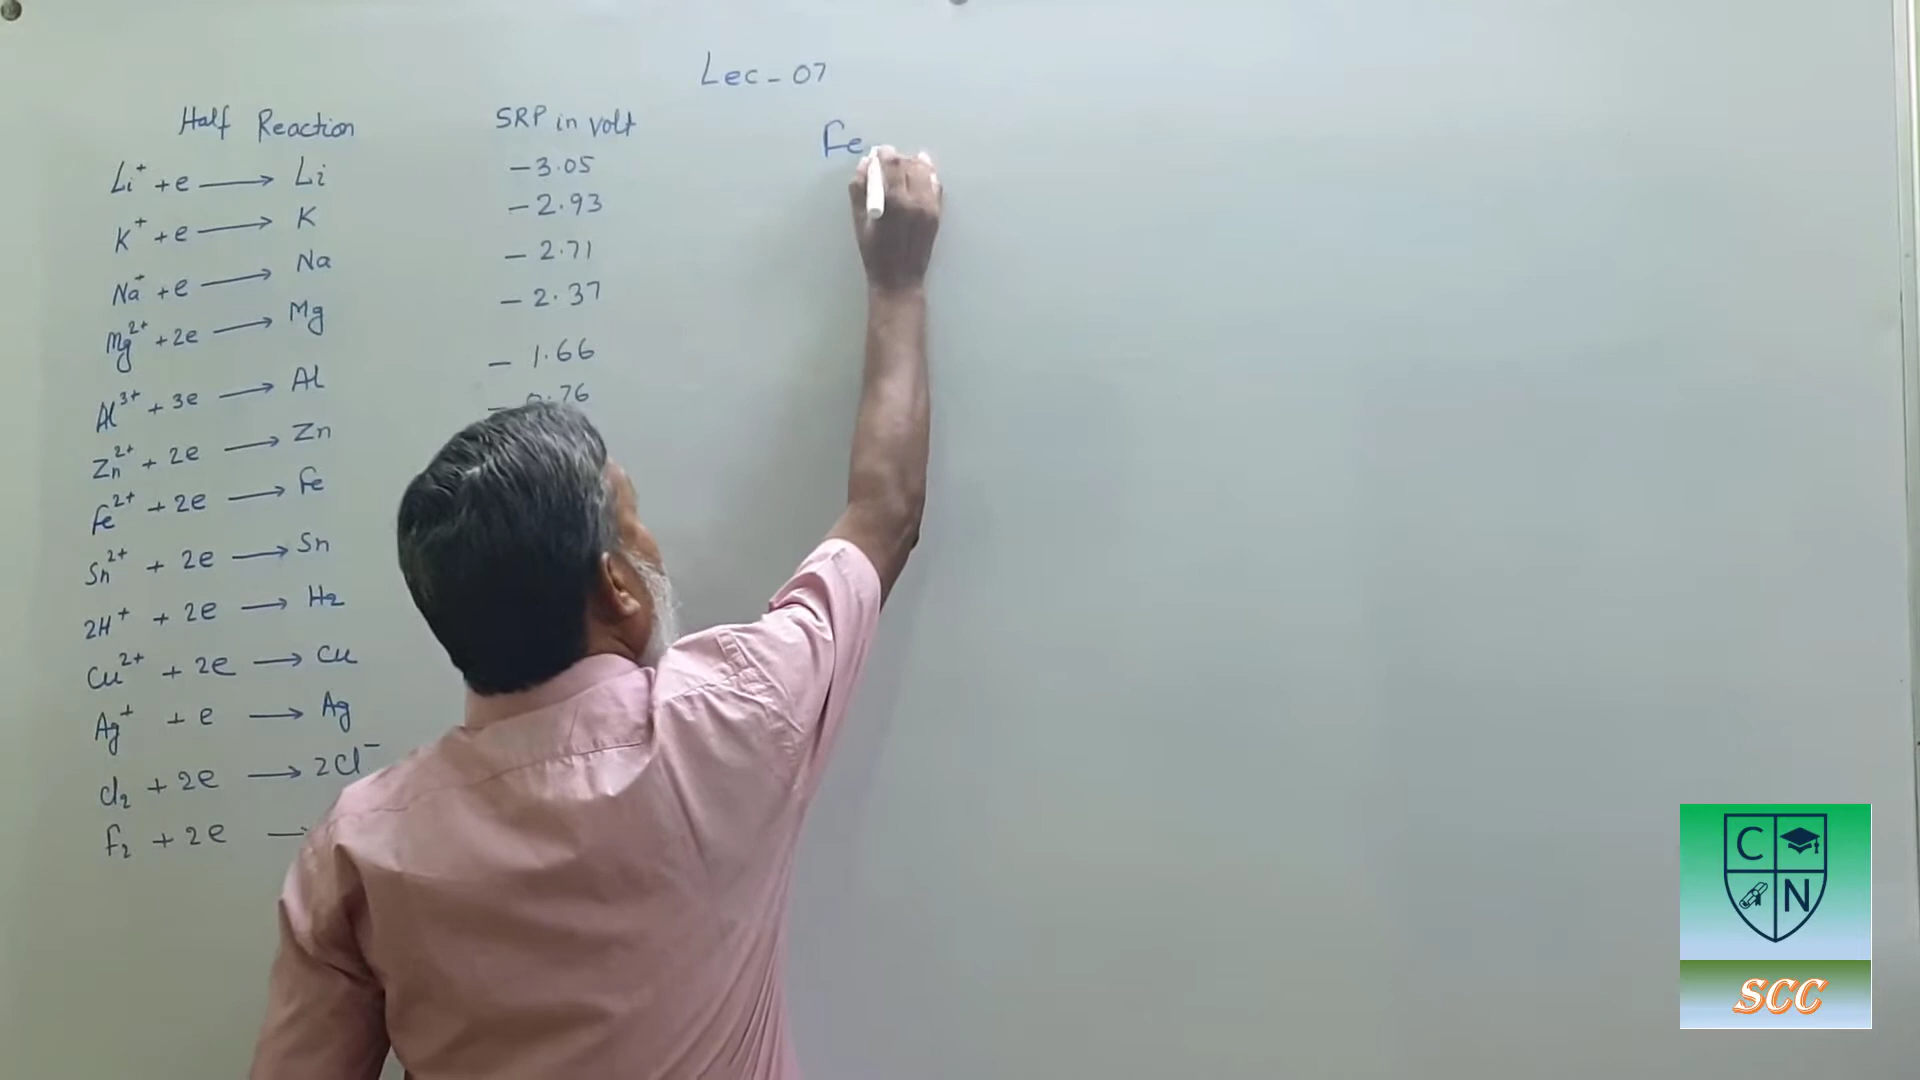 Lec - 07
Half Reaction SRP in volt
Li⁺ + e ⟶ Li - 3.05
K⁺ + e ⟶ K - 2.93
Na⁺ + e ⟶ Na - 2.71
Mg²⁺ + 2e ⟶ Mg - 2.37
Al³⁺ + 3e ⟶ Al - 1.66
Zn²⁺ + 2e ⟶ Zn - 0.76
Fe²⁺ + 2e ⟶ Fe
Sn²⁺ + 2e ⟶ Sn
2H⁺ + 2e ⟶ H₂
Cu²⁺ + 2e ⟶ Cu
Ag⁺ + e ⟶ Ag
Cl₂ + 2e ⟶ 2Cl⁻
F₂ + 2e ⟶
Fe
C
N
SCC